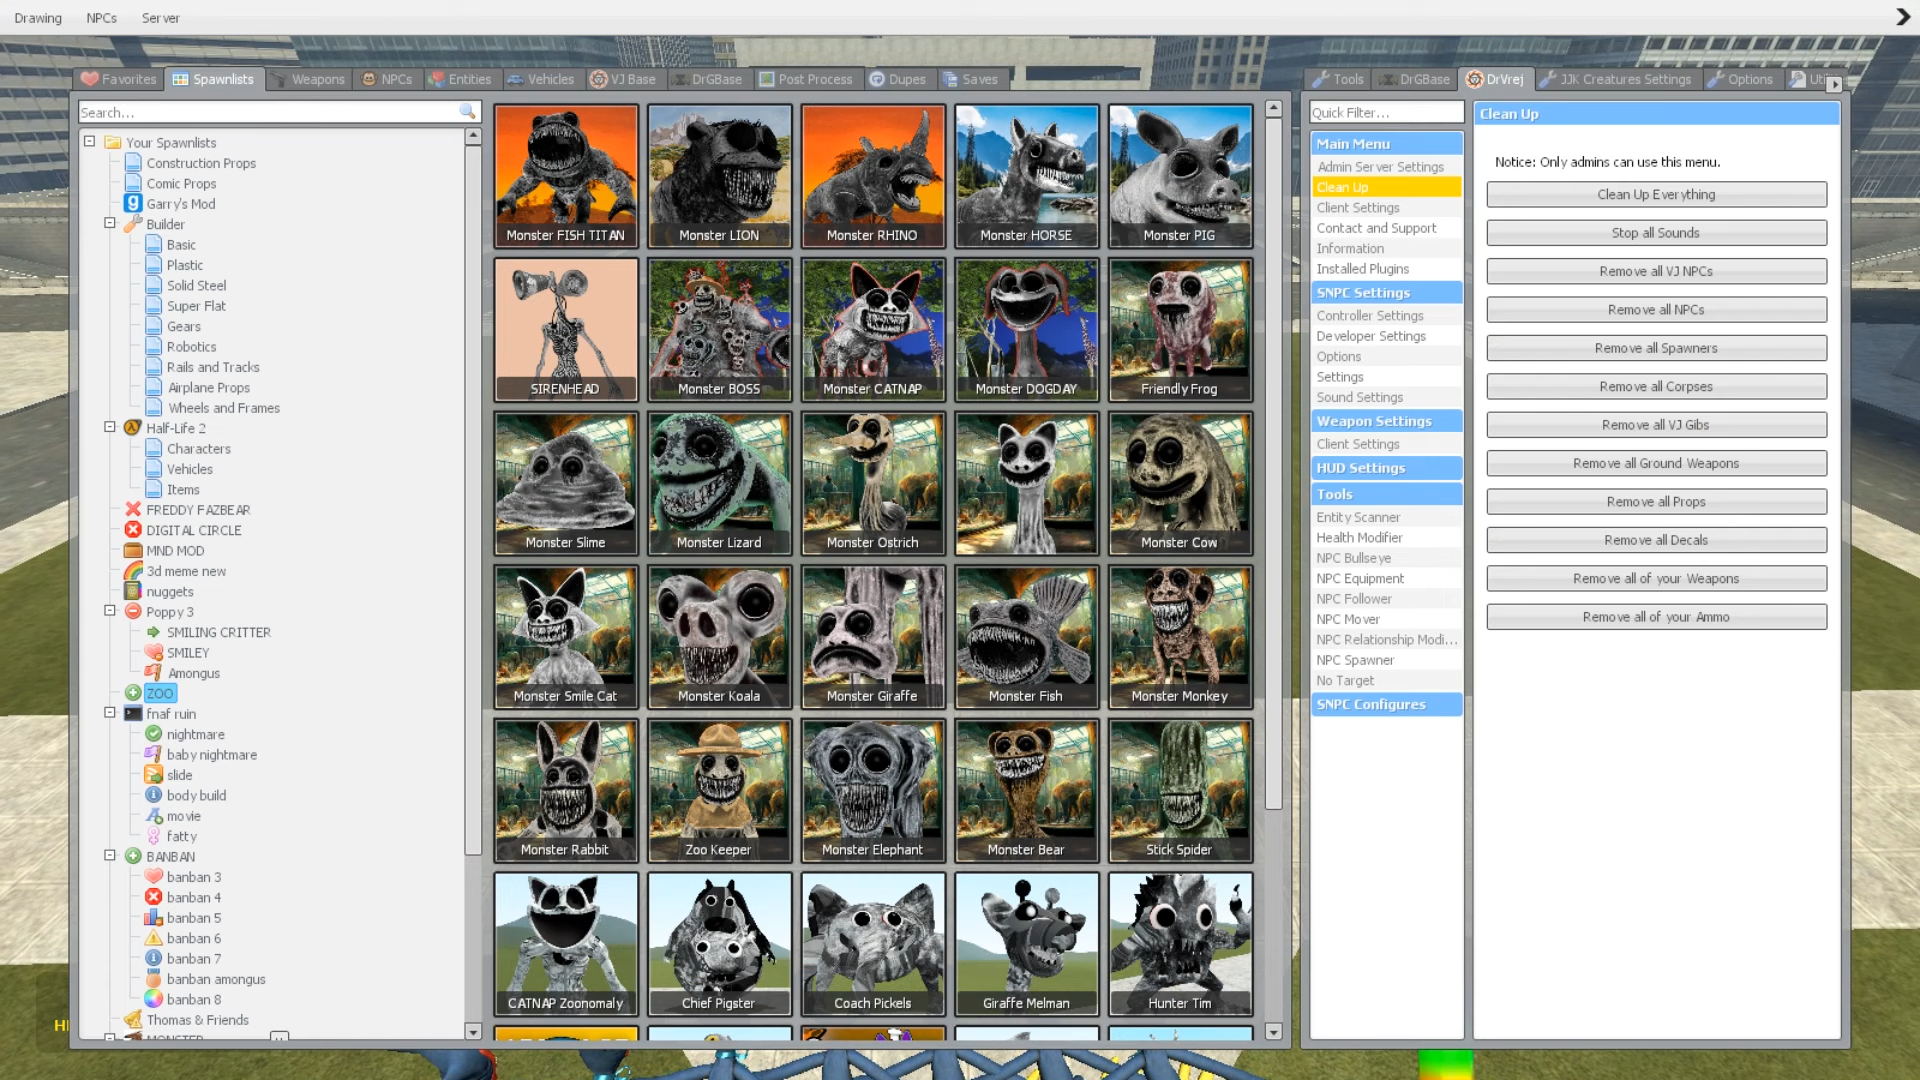 Drawing NPCs Server
Favorites Spawnlists Weapons NPCs Entities Vehicles VJ Base DrGBase Post Process Dupes Saves
Search...
Your Spawnlists
Construction Props
Comic Props
Garry's Mod
Builder
Basic
Plastic
Solid Steel
Super Flat
Gears
Robotics
Rails and Tracks
Airplane Props
Wheels and Frames
Half-Life 2
Characters
Vehicles
Items
FREDDY FAZBEAR
DIGITAL CIRCLE
MND MOD
3d meme new
nuggets
Poppy 3
SMILING CRITTER
SMILEY
Amongus
ZOO
fnaf ruin
nightmare
baby nightmare
slide
body build
movie
fatty
BANBAN
banban 3
banban 4
banban 5
banban 6
banban 7
banban amongus
banban 8
Thomas & Friends
MONSTER
Monster FISH TITAN Monster LION Monster RHINO Monster HORSE Monster PIG
SIRENHEAD Monster BOSS Monster CATNAP Monster DOGDAY Friendly Frog
Monster Slime Monster Lizard Monster Ostrich Monster Cow
Monster Smile Cat Monster Koala Monster Giraffe Monster Fish Monster Monkey
Monster Rabbit Zoo Keeper Monster Elephant Monster Bear Stick Spider
CATNAP Zoonomaly Chief Pigster Coach Pickels Giraffe Melman Hunter Tim
Tools DrGBase DrVrej JJK Creatures Settings Options Uti
Quick Filter...
Main Menu
Admin Server Settings
Clean Up
Client Settings
Contact and Support
Information
Installed Plugins
SNPC Settings
Controller Settings
Developer Settings
Options
Settings
Sound Settings
Weapon Settings
Client Settings
HUD Settings
Tools
Entity Scanner
Health Modifier
NPC Bullseye
NPC Equipment
NPC Follower
NPC Mover
NPC Relationship Modi...
NPC Spawner
No Target
SNPC Configures
Clean Up
Notice: Only admins can use this menu.
Clean Up Everything
Stop all Sounds
Remove all VJ NPCs
Remove all NPCs
Remove all Spawners
Remove all Corpses
Remove all VJ Gibs
Remove all Ground Weapons
Remove all Props
Remove all Decals
Remove all of your Weapons
Remove all of your Ammo